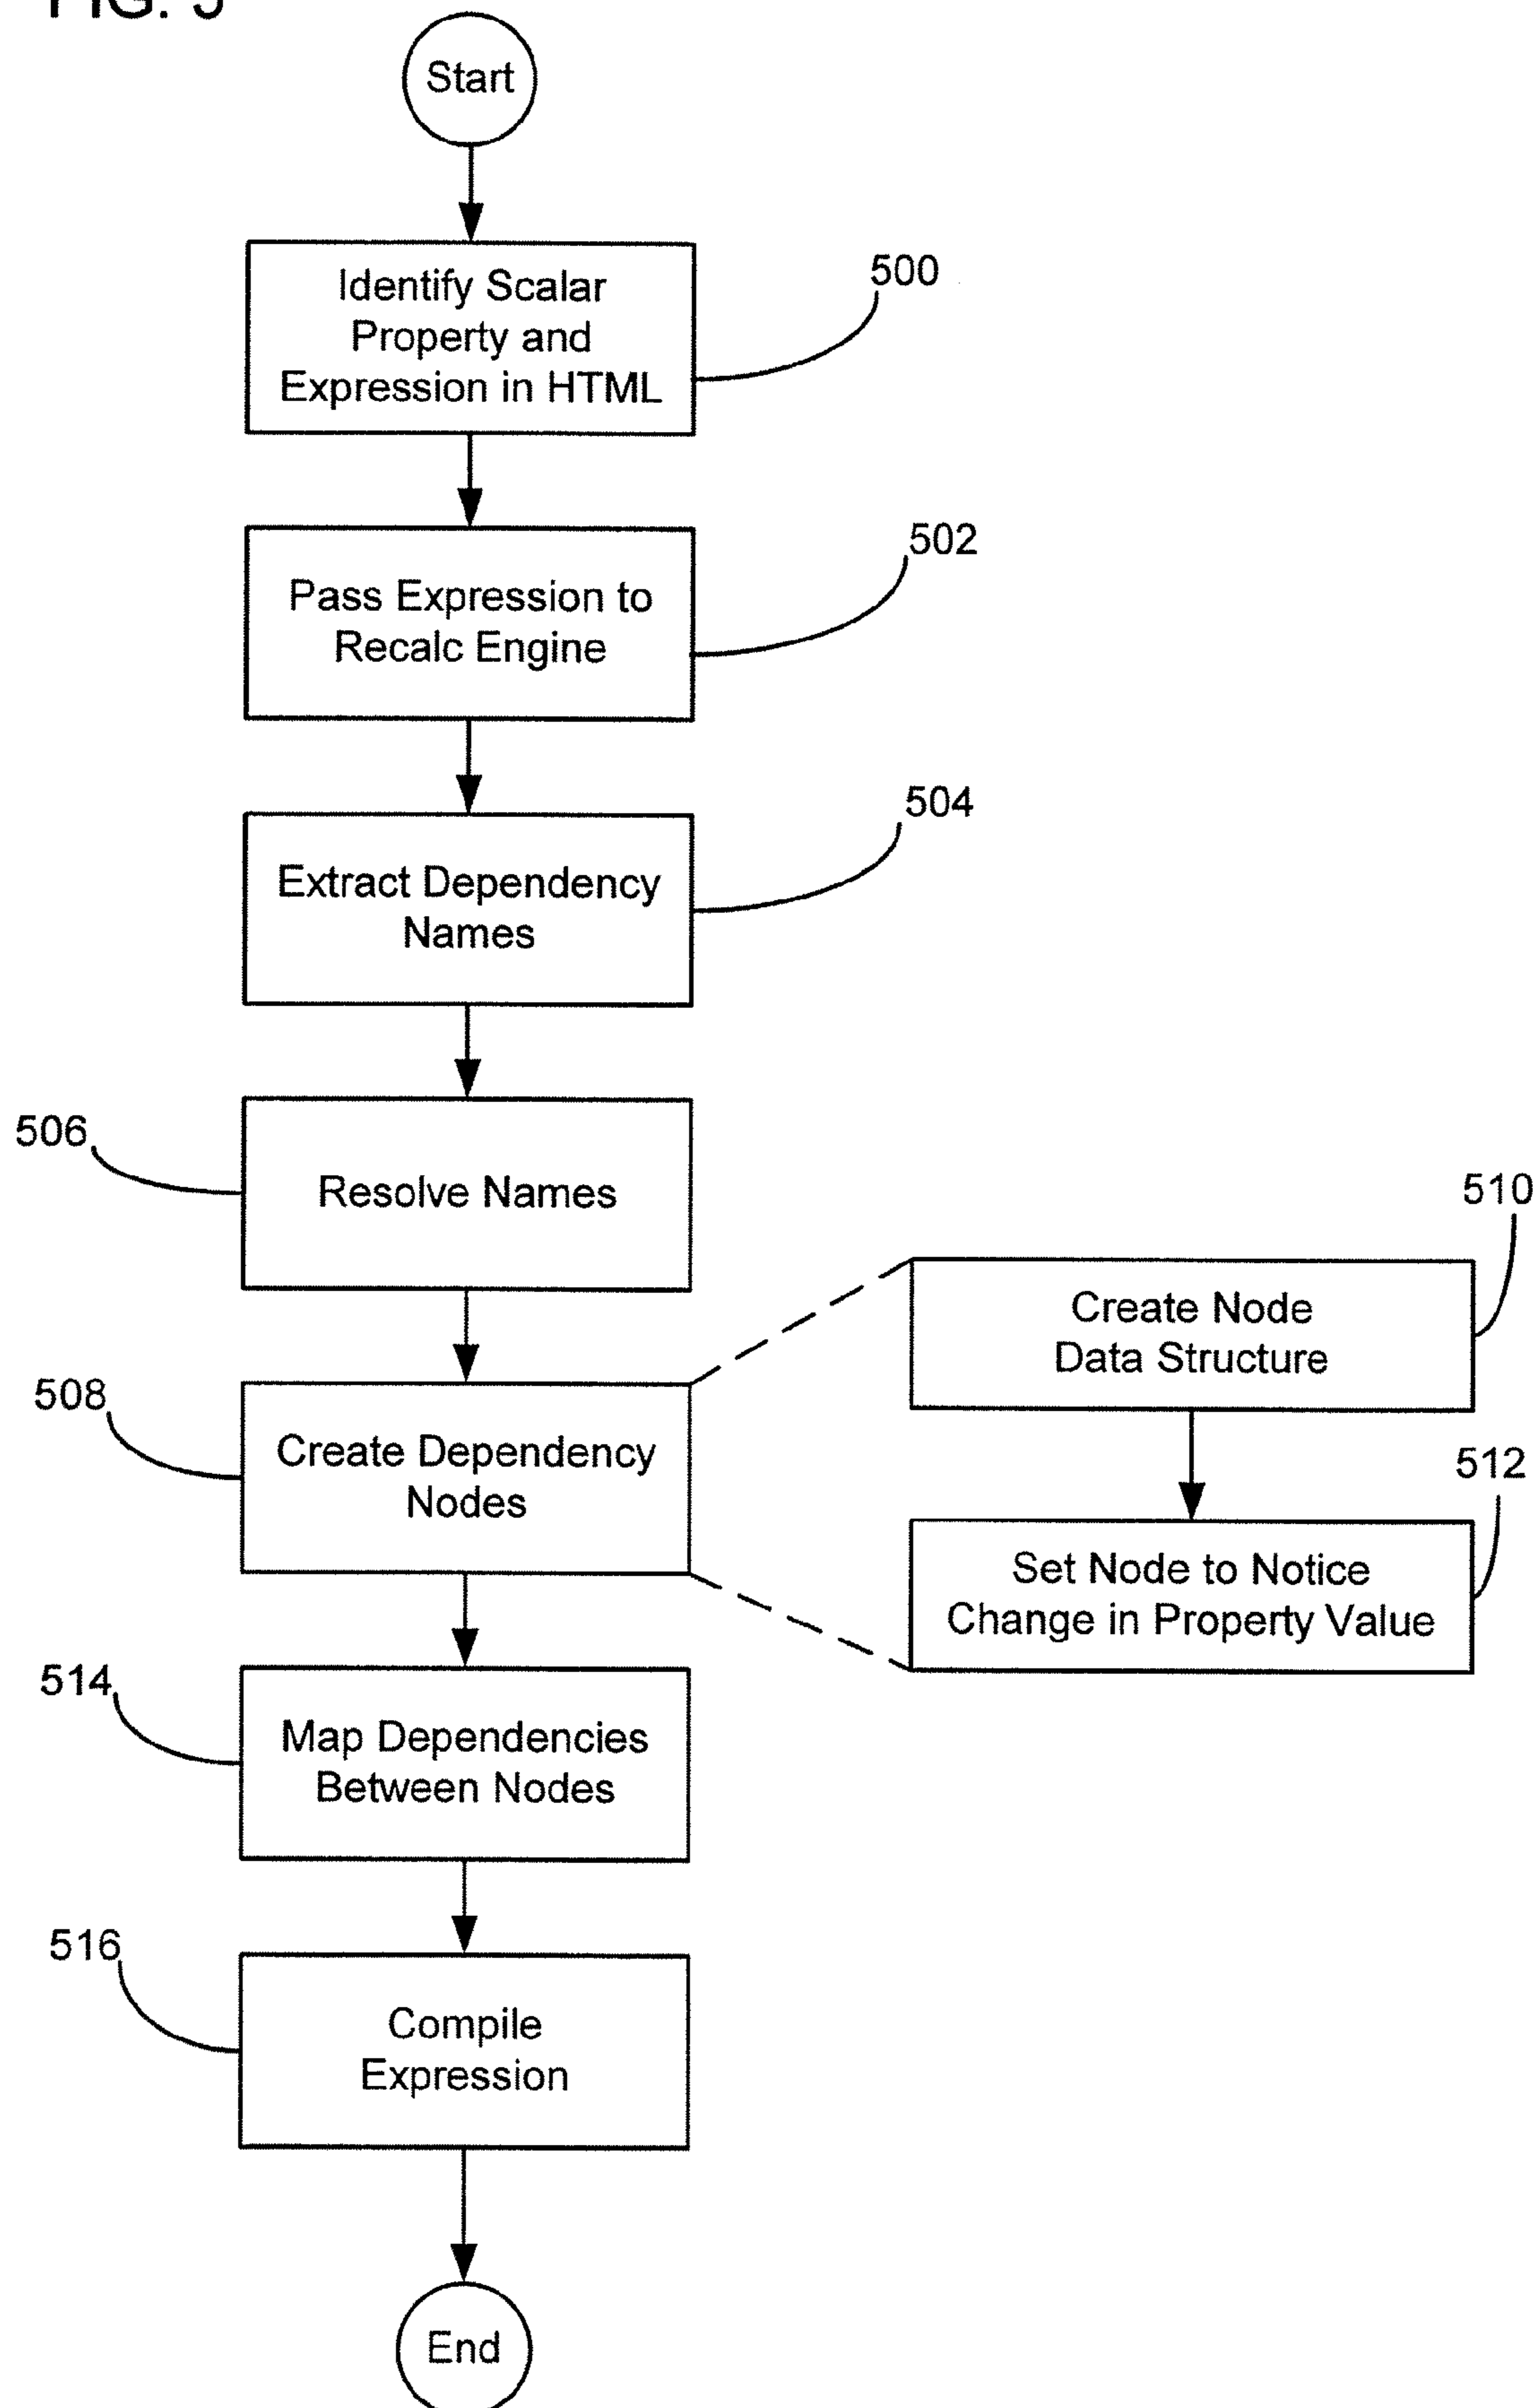 FIG. 5
Start
Identify Scalar
Property and
Expression in HTML
500
Pass Expression to
Recalc Engine
502
Extract Dependency
Names
504
506
Resolve Names
508
Create Dependency
Nodes
510
Create Node
Data Structure
512
Set Node to Notice
Change in Property Value
514
Map Dependencies
Between Nodes
516
Compile
Expression
End